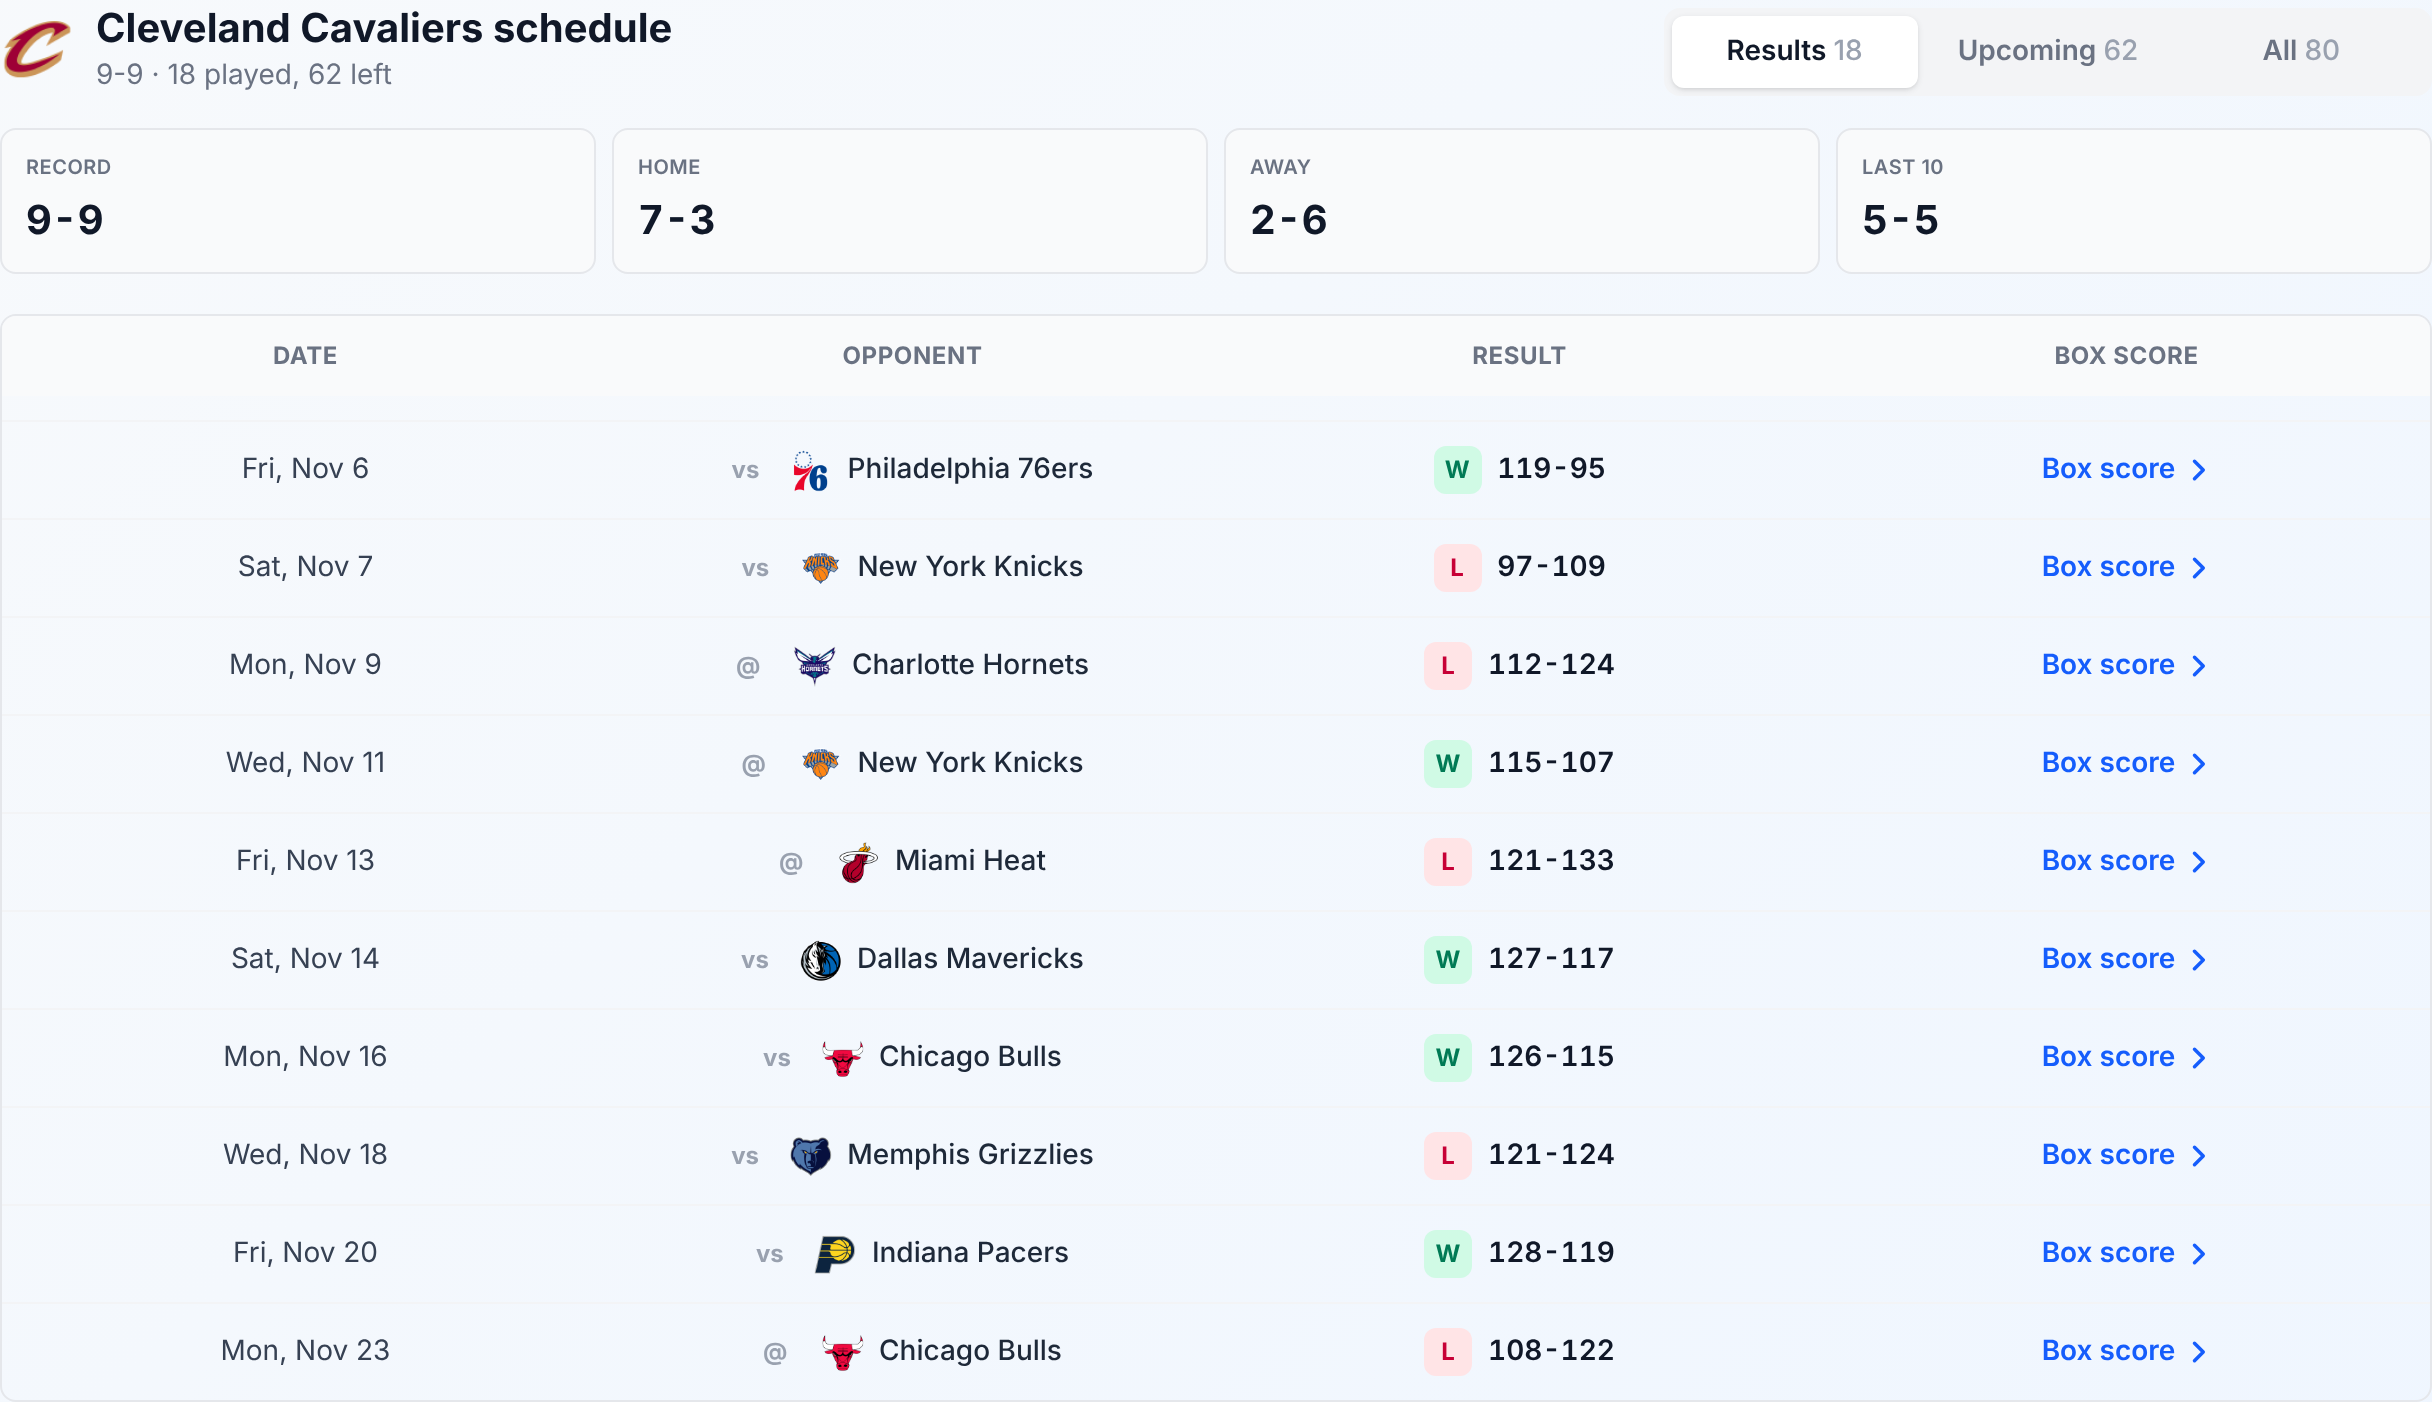 Cleveland Cavaliers schedule
9-9 · 18 played, 62 left
Results 18
Upcoming 62
All 80
RECORD
9-9
HOME
7-3
AWAY
2-6
LAST 10
5-5
DATE OPPONENT RESULT BOX SCORE
Fri, Nov 6 vs Philadelphia 76ers W 119-95 Box score
Sat, Nov 7 vs New York Knicks L 97-109 Box score
Mon, Nov 9 @ Charlotte Hornets L 112-124 Box score
Wed, Nov 11 @ New York Knicks W 115-107 Box score
Fri, Nov 13 @ Miami Heat L 121-133 Box score
Sat, Nov 14 vs Dallas Mavericks W 127-117 Box score
Mon, Nov 16 vs Chicago Bulls W 126-115 Box score
Wed, Nov 18 vs Memphis Grizzlies L 121-124 Box score
Fri, Nov 20 vs Indiana Pacers W 128-119 Box score
Mon, Nov 23 @ Chicago Bulls L 108-122 Box score